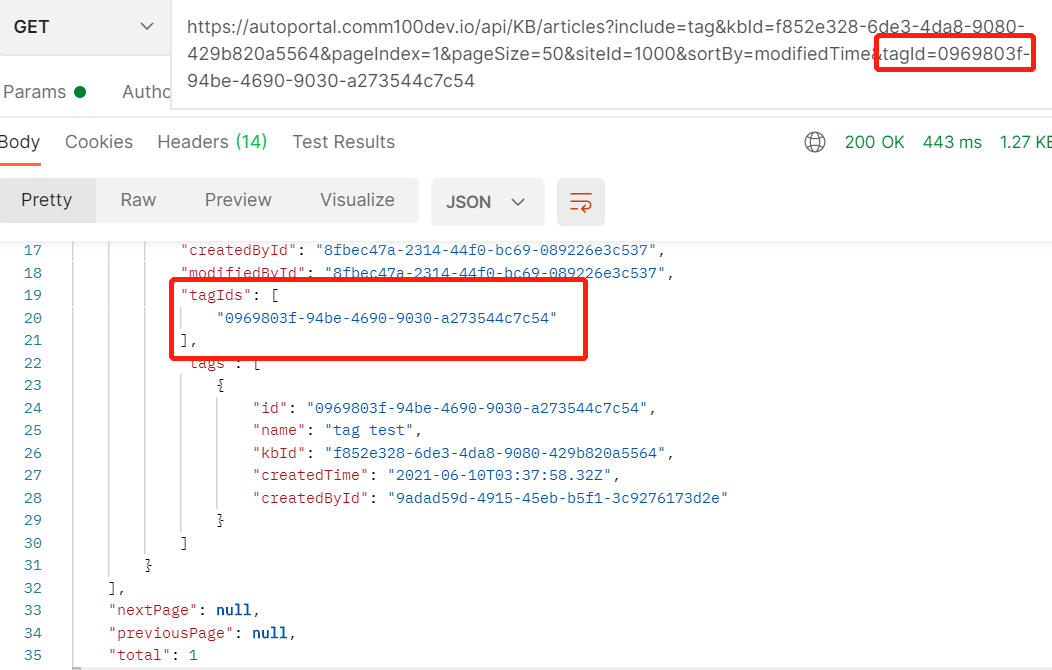 GET
https://autoportal.comm100dev.io/api/KB/articles?include=tag&kbId=f852e328-6de3-4da8-9080-
429b820a5564&pageIndex=1&pageSize=50&siteId=1000&sortBy=modifiedTime&tagId=0969803f-
94be-4690-9030-a273544c7c54
Params Autho
Body Cookies Headers (14) Test Results 200 OK 443 ms 1.27 KB
Pretty Raw Preview Visualize JSON
17 "createdById": "8fbec47a-2314-44f0-bc69-089226e3c537",
18 "modifiedById": "8fbec47a-2314-44f0-bc69-089226e3c537",
19 "tagIds": [
20 "0969803f-94be-4690-9030-a273544c7c54"
21 ],
22 "tags": [
23 {
24 "id": "0969803f-94be-4690-9030-a273544c7c54",
25 "name": "tag test",
26 "kbId": "f852e328-6de3-4da8-9080-429b820a5564",
27 "createdTime": "2021-06-10T03:37:58.32Z",
28 "createdById": "9adad59d-4915-45eb-b5f1-3c9276173d2e"
29 }
30 ]
31 }
32 ],
33 "nextPage": null,
34 "previousPage": null,
35 "total": 1